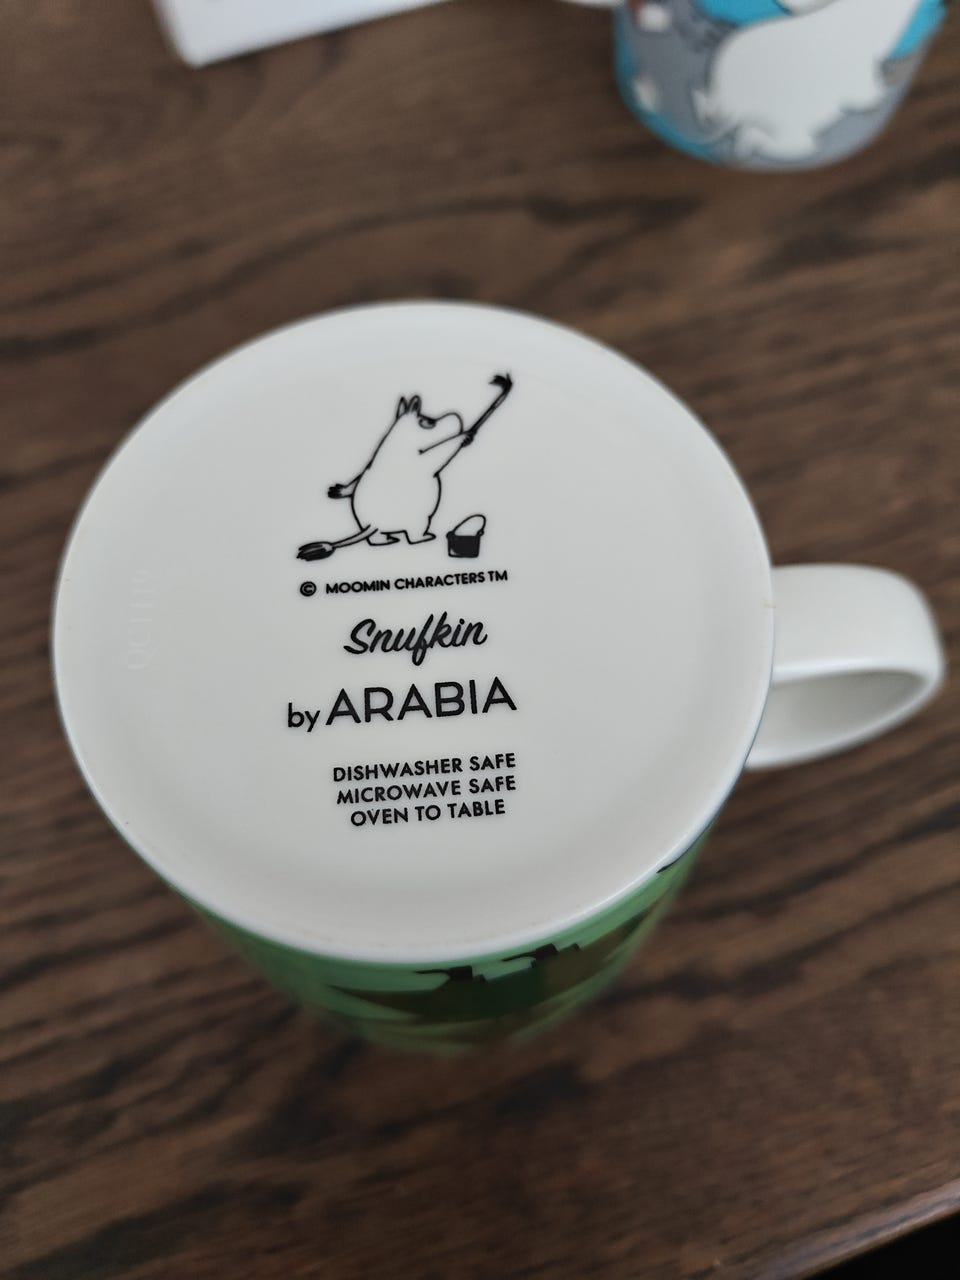 © MOOMIN CHARACTERS TM
Snufkin
by ARABIA
DISHWASHER SAFE
MICROWAVE SAFE
OVEN TO TABLE